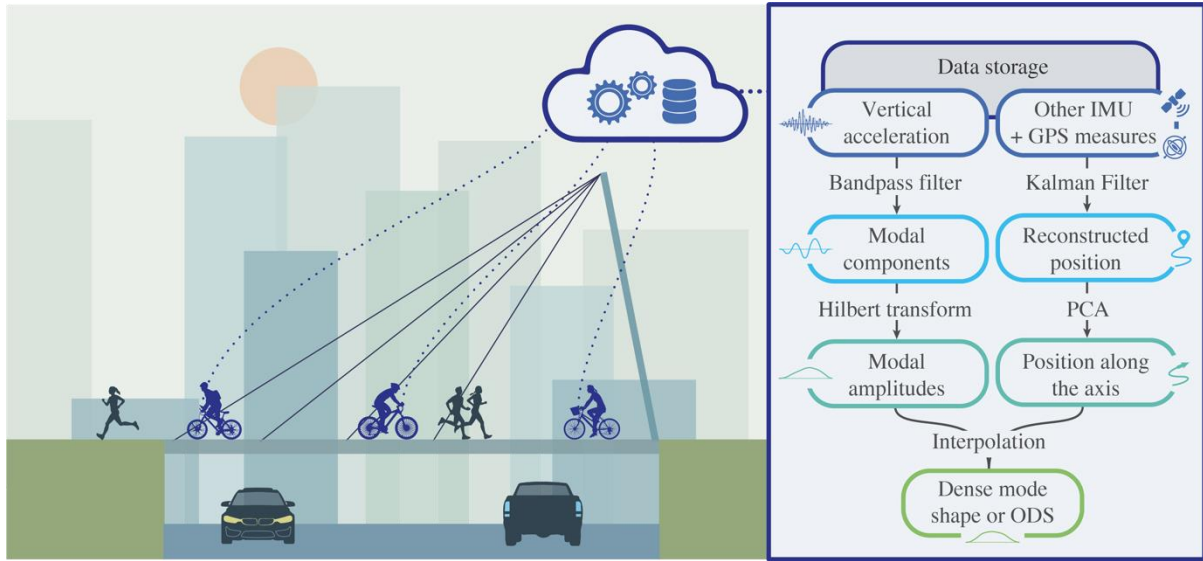 Data storage
Vertical
acceleration
Other IMU
+ GPS measures
Bandpass filter
Kalman Filter
Modal
components
Reconstructed
position
Hilbert transform
PCA
Modal
amplitudes
Position along
the axis
Interpolation
Dense mode
shape or ODS